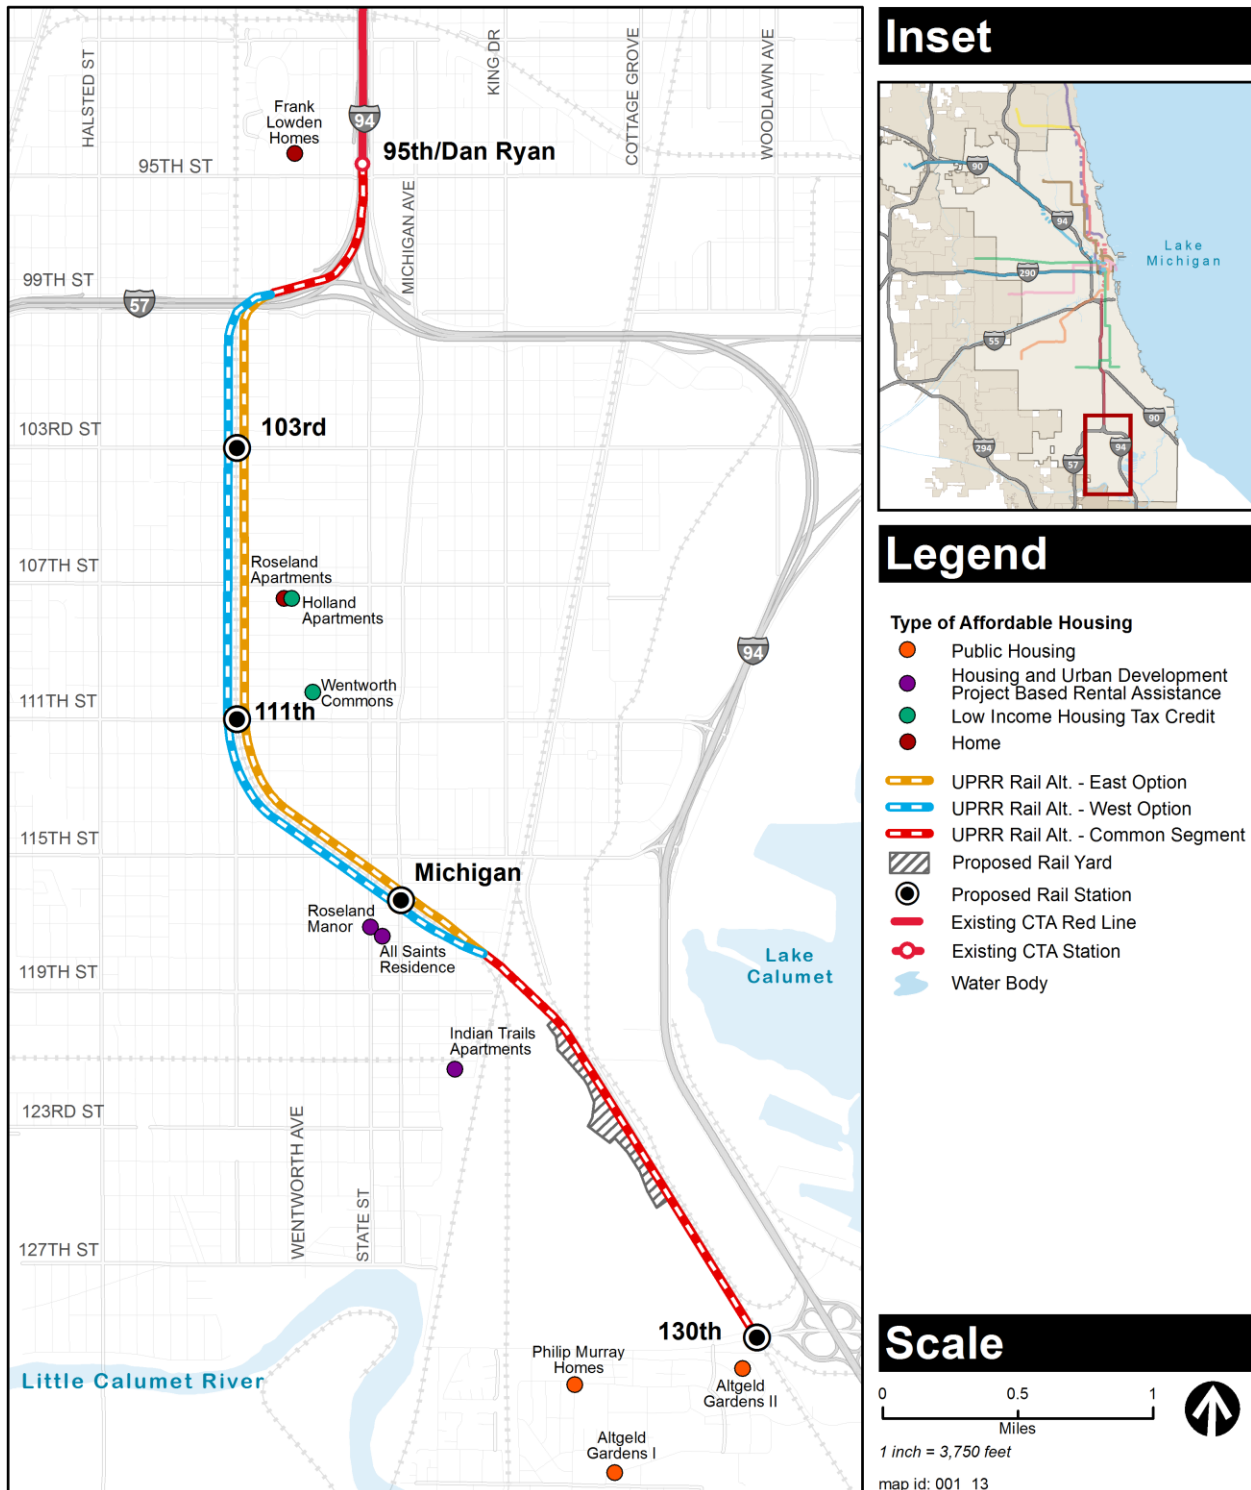 HALSTED ST
KING DR
COTTAGE GROVE
WOODLAWN AVE
Frank
Lowden
Homes
94
95th/Dan Ryan
95TH ST
MICHIGAN AVE
99TH ST
57
103RD ST
103rd
107TH ST
Roseland
Apartments
Holland
Apartments
94
Wentworth
Commons
111TH ST
111th
115TH ST
Michigan
Roseland
Manor
All Saints
Residence
119TH ST
Lake
Calumet
Indian Trails
Apartments
123RD ST
WENTWORTH AVE
STATE ST
127TH ST
130th
Philip Murray
Homes
Little Calumet River
Altgeld
Gardens II
Altgeld
Gardens I
Inset
90
94
Lake
Michigan
290
55
90
294
57
94
Legend
Type of Affordable Housing
Public Housing
Housing and Urban Development
Project Based Rental Assistance
Low Income Housing Tax Credit
Home
UPRR Rail Alt. - East Option
UPRR Rail Alt. - West Option
UPRR Rail Alt. - Common Segment
Proposed Rail Yard
Proposed Rail Station
Existing CTA Red Line
Existing CTA Station
Water Body
Scale
0 0.5 1
Miles
1 inch = 3,750 feet
map id: 001_13